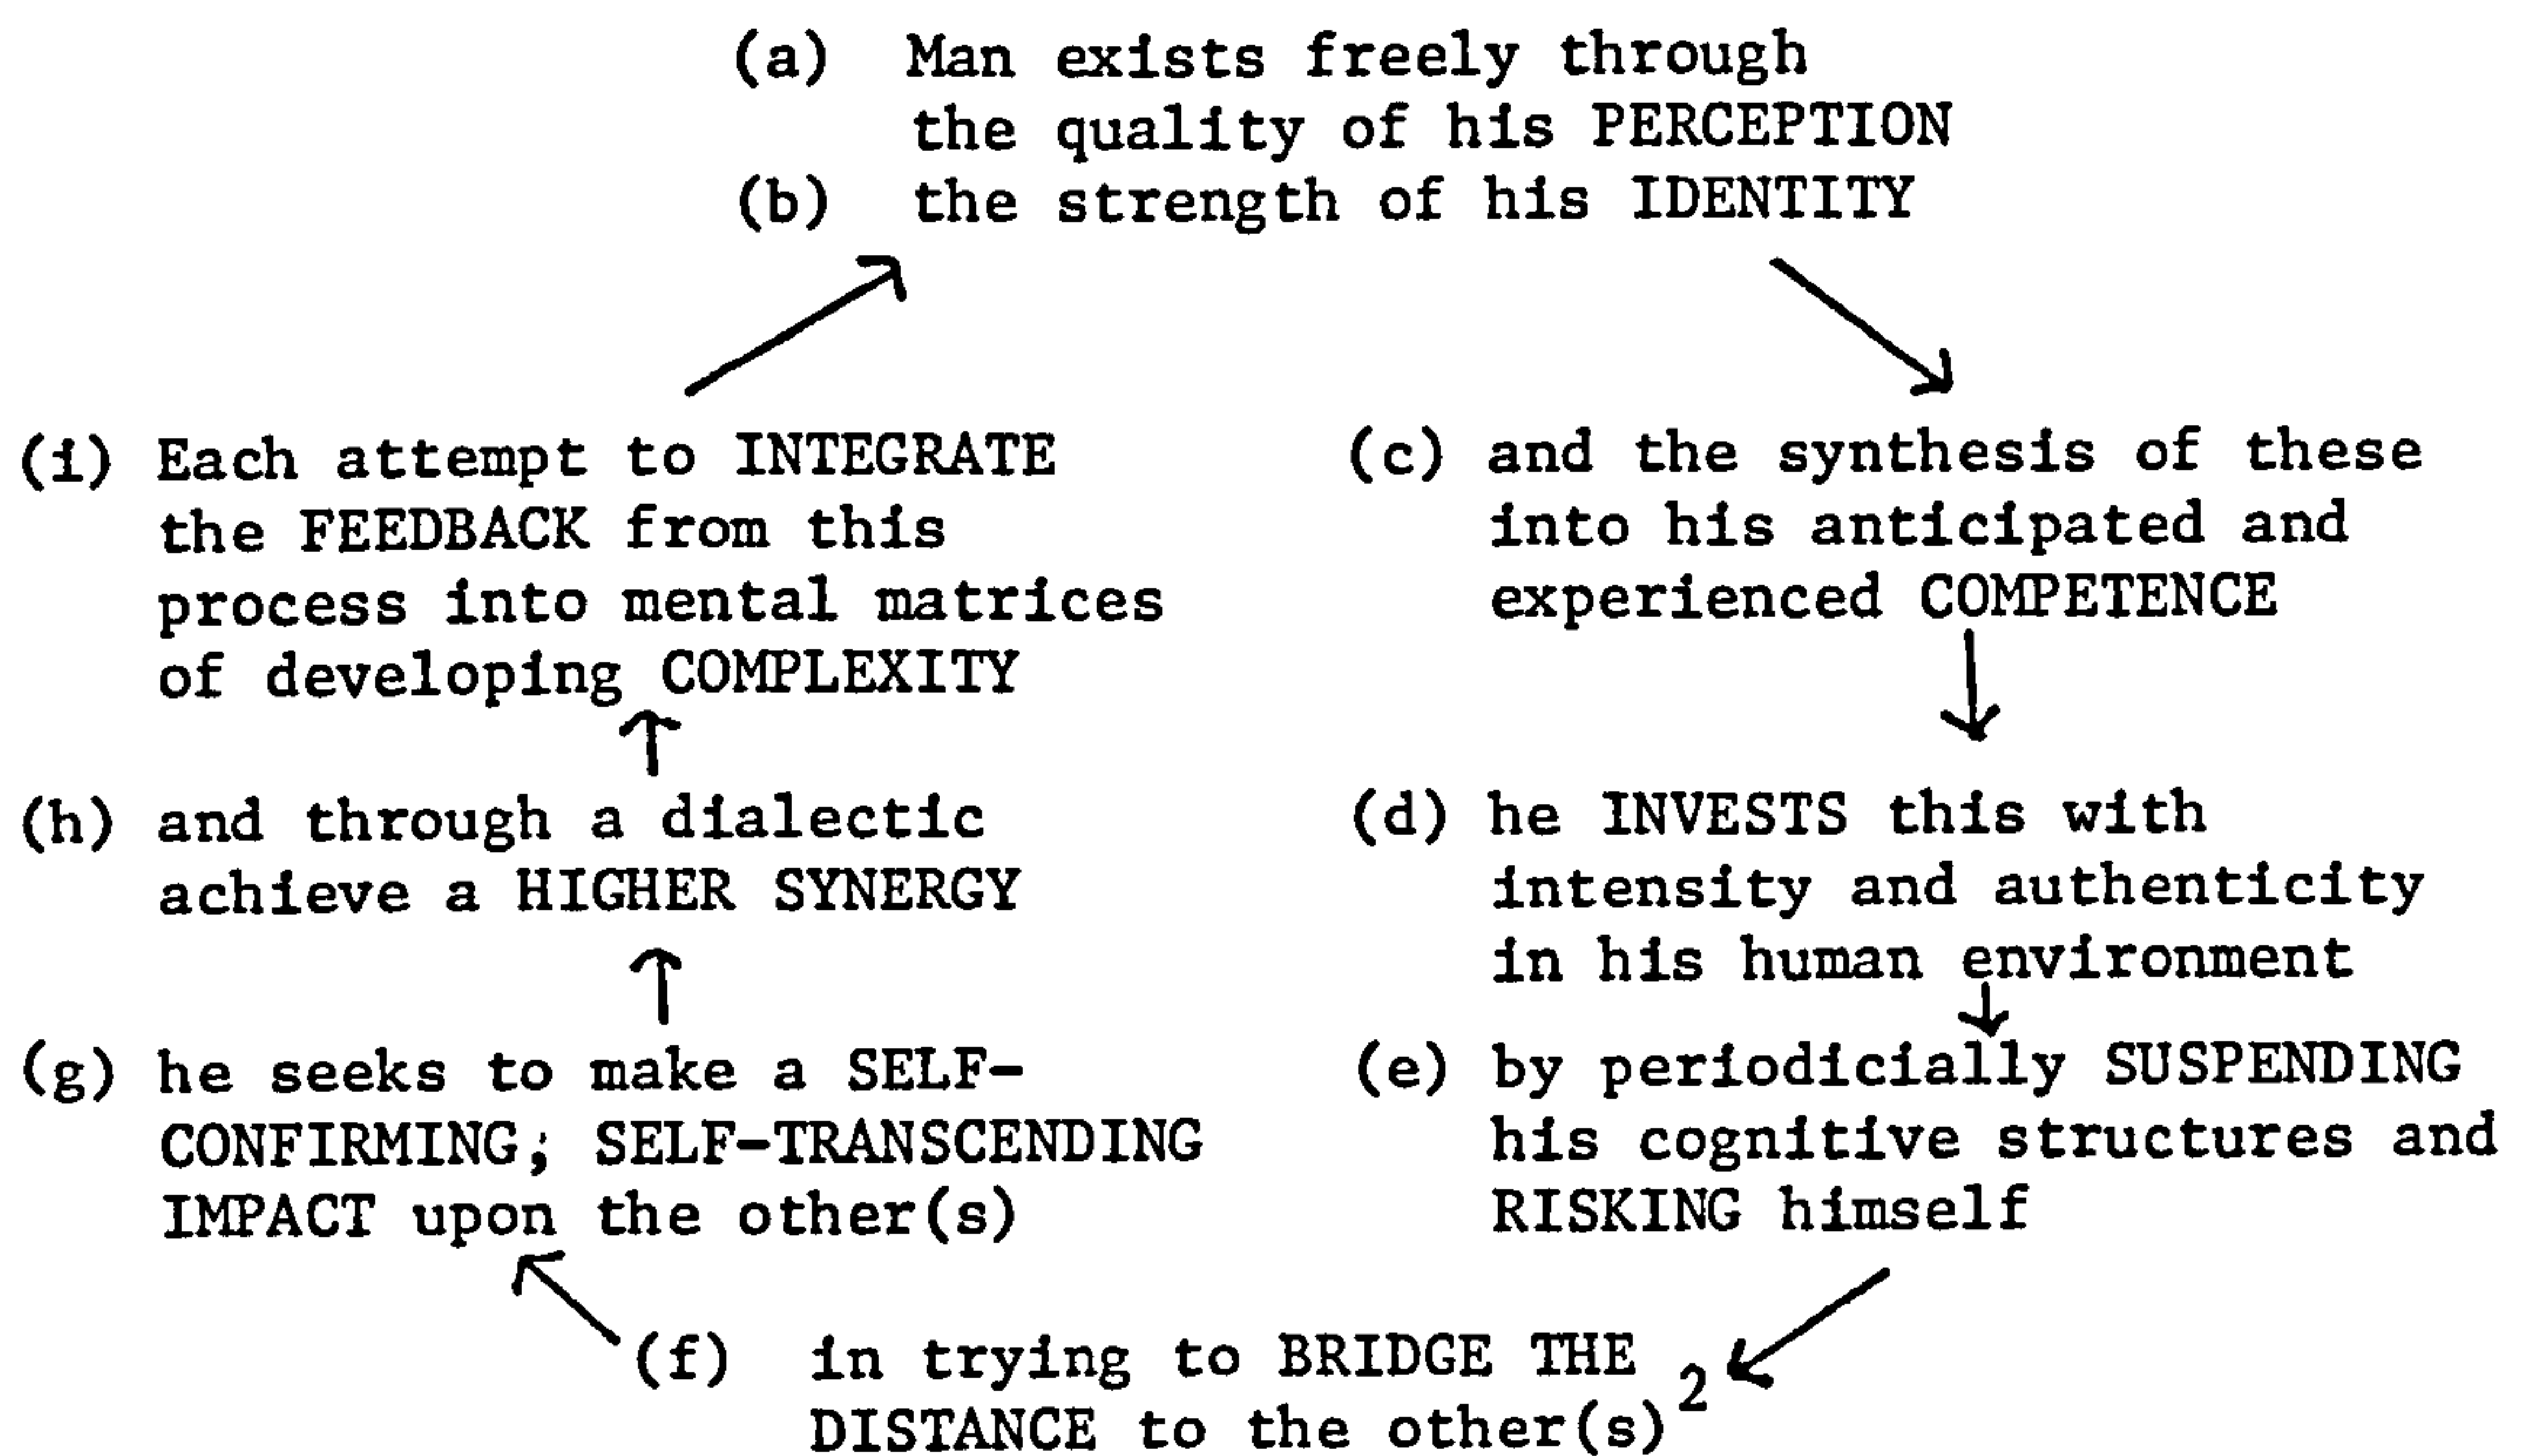 (a) Man exists freely through
the quality of his PERCEPTION
(b) the strength of his IDENTITY
(c) and the synthesis of these
into his anticipated and
experienced COMPETENCE
(d) he INVESTS this with
intensity and authenticity
in his human environment
(e) by periodicially SUSPENDING
his cognitive structures and
RISKING himself
(f) in trying to BRIDGE THE
DISTANCE to the other(s)2
(g) he seeks to make a SELF-
CONFIRMING; SELF-TRANSCENDING
IMPACT upon the other(s)
(h) and through a dialectic
achieve a HIGHER SYNERGY
(i) Each attempt to INTEGRATE
the FEEDBACK from this
process into mental matrices
of developing COMPLEXITY